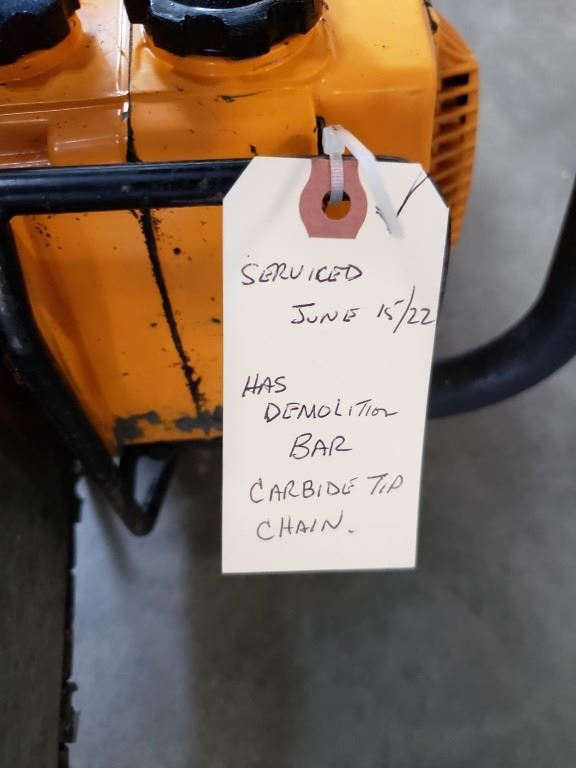 SERVICED
JUNE 15/22
HAS
DEMOLITION
BAR
CARBIDE TIP
CHAIN.